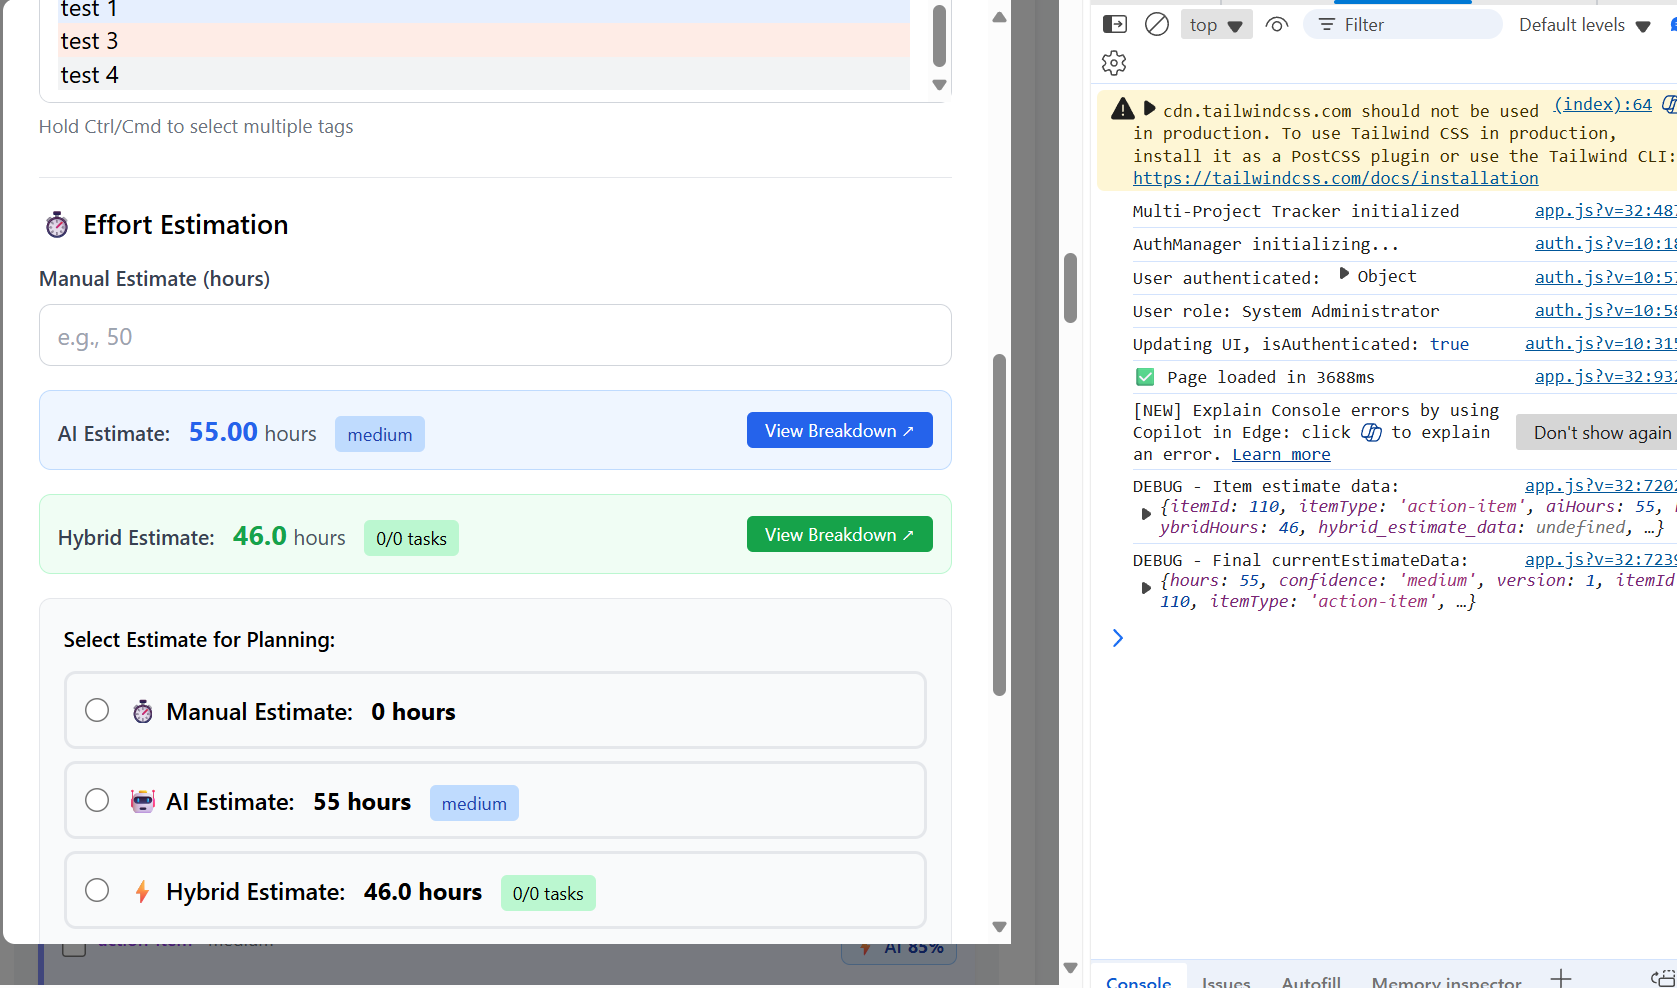 test 1
test 3
test 4
Hold Ctrl/Cmd to select multiple tags
Effort Estimation
Manual Estimate (hours)
e.g., 50
AI Estimate: 55.00 hours medium View Breakdown ↗
Hybrid Estimate: 46.0 hours 0/0 tasks View Breakdown ↗
Select Estimate for Planning:
Manual Estimate: 0 hours
AI Estimate: 55 hours medium
Hybrid Estimate: 46.0 hours 0/0 tasks
AI 85%
top Filter Default levels
cdn.tailwindcss.com should not be used (index):64
in production. To use Tailwind CSS in production,
install it as a PostCSS plugin or use the Tailwind CLI:
https://tailwindcss.com/docs/installation
Multi-Project Tracker initialized app.js?v=32:487
AuthManager initializing... auth.js?v=10:18
User authenticated: Object auth.js?v=10:57
User role: System Administrator auth.js?v=10:58
Updating UI, isAuthenticated: true auth.js?v=10:315
✅ Page loaded in 3688ms app.js?v=32:932
[NEW] Explain Console errors by using
Copilot in Edge: click to explain Don't show again
an error. Learn more
DEBUG - Item estimate data: app.js?v=32:7202
{itemId: 110, itemType: 'action-item', aiHours: 55, h
ybridHours: 46, hybrid_estimate_data: undefined, …}
DEBUG - Final currentEstimateData: app.js?v=32:7239
{hours: 55, confidence: 'medium', version: 1, itemId
110, itemType: 'action-item', …}
Console Issues Autofill Memory inspector